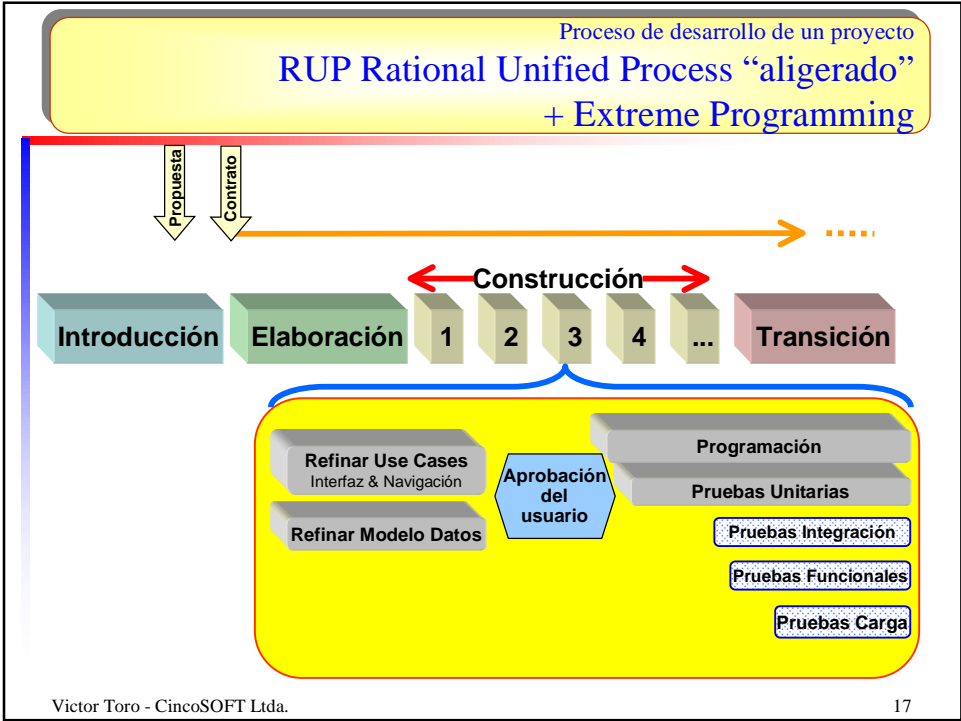 Proceso de desarrollo de un proyecto
RUP Rational Unified Process “aligerado”
+ Extreme Programming
Propuesta
Contrato
Construcción
Introducción
Elaboración
1
2
3
4
...
Transición
Refinar Use Cases
Interfaz & Navigación
Refinar Modelo Datos
Aprobación
del
usuario
Programación
Pruebas Unitarias
Pruebas Integración
Pruebas Funcionales
Pruebas Carga
Victor Toro - CincoSOFT Ltda.
17